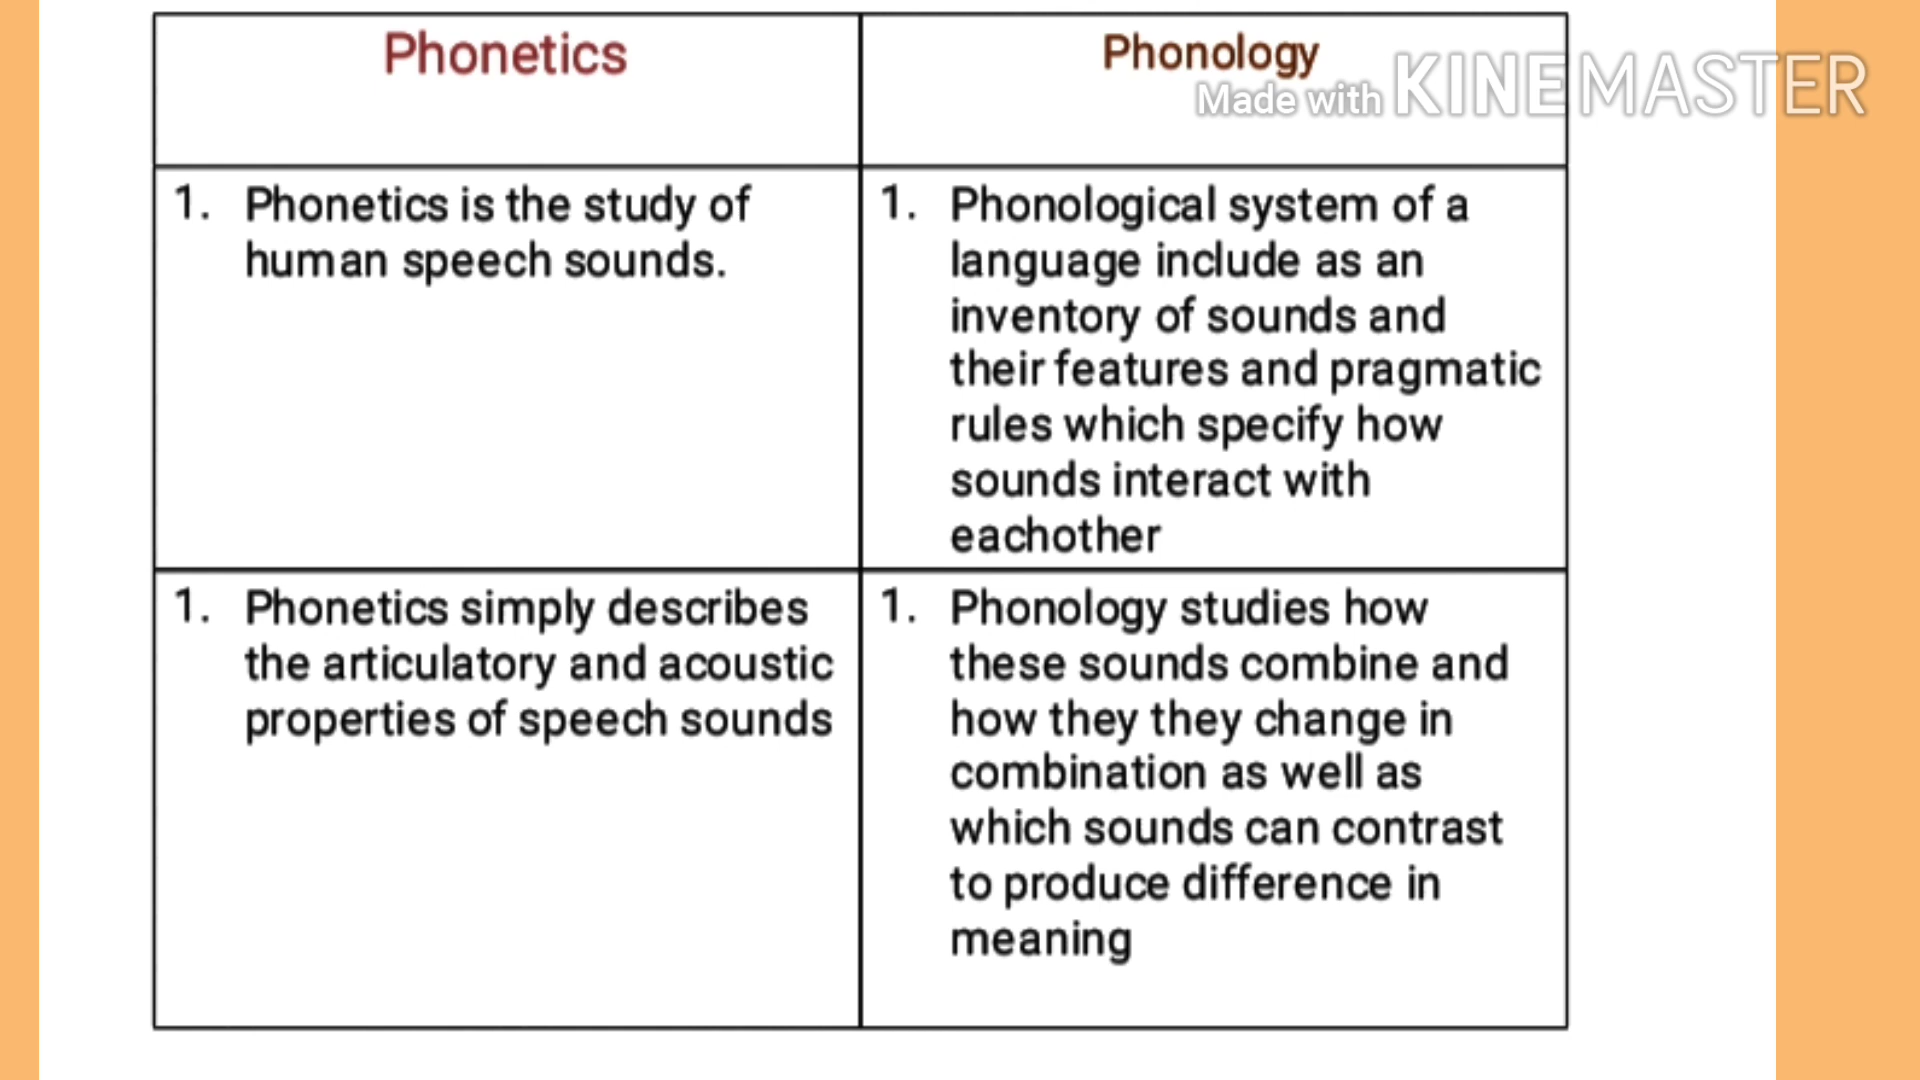 Phonetics
Phonology
Made with KINEMASTER
1. Phonetics is the study of
human speech sounds.
1. Phonological system of a
language include as an
inventory of sounds and
their features and pragmatic
rules which specify how
sounds interact with
eachother
1. Phonetics simply describes
the articulatory and acoustic
properties of speech sounds
1. Phonology studies how
these sounds combine and
how they they change in
combination as well as
which sounds can contrast
to produce difference in
meaning